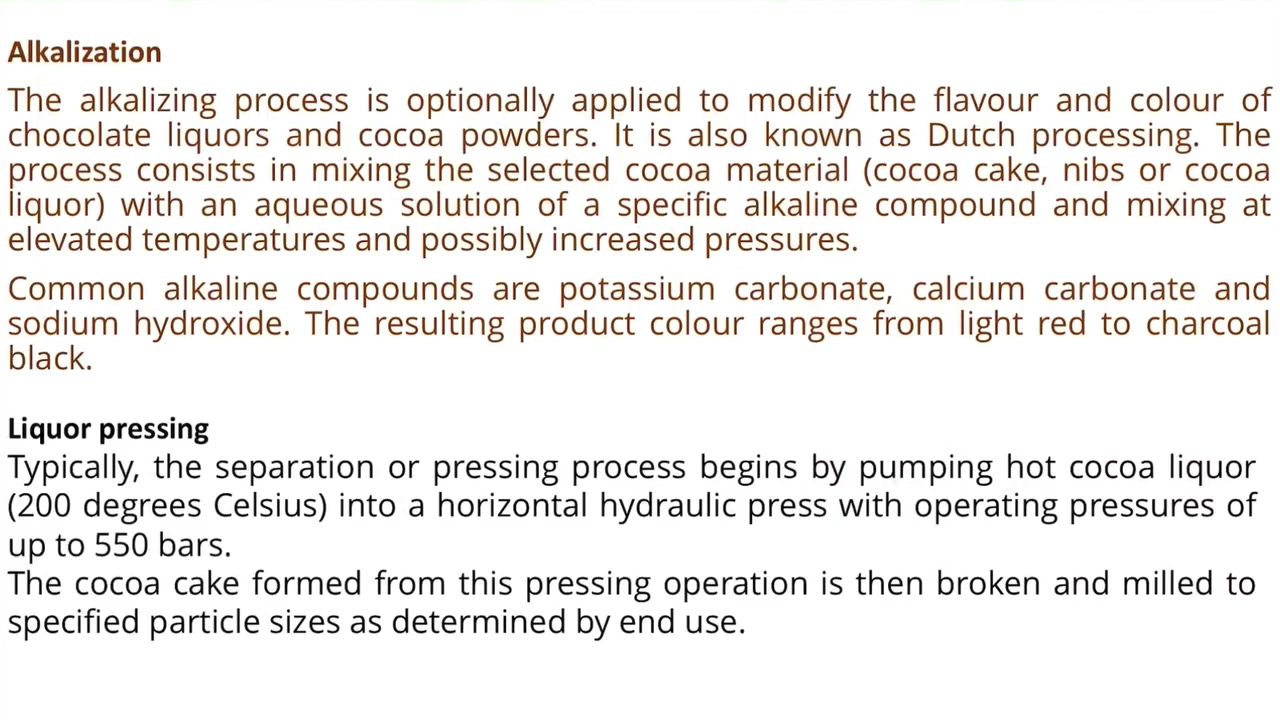 Alkalization
The alkalizing process is optionally applied to modify the flavour and colour of
chocolate liquors and cocoa powders. It is also known as Dutch processing. The
process consists in mixing the selected cocoa material (cocoa cake, nibs or cocoa
liquor) with an aqueous solution of a specific alkaline compound and mixing at
elevated temperatures and possibly increased pressures.
Common alkaline compounds are potassium carbonate, calcium carbonate and
sodium hydroxide. The resulting product colour ranges from light red to charcoal
black.
Liquor pressing
Typically, the separation or pressing process begins by pumping hot cocoa liquor
(200 degrees Celsius) into a horizontal hydraulic press with operating pressures of
up to 550 bars.
The cocoa cake formed from this pressing operation is then broken and milled to
specified particle sizes as determined by end use.